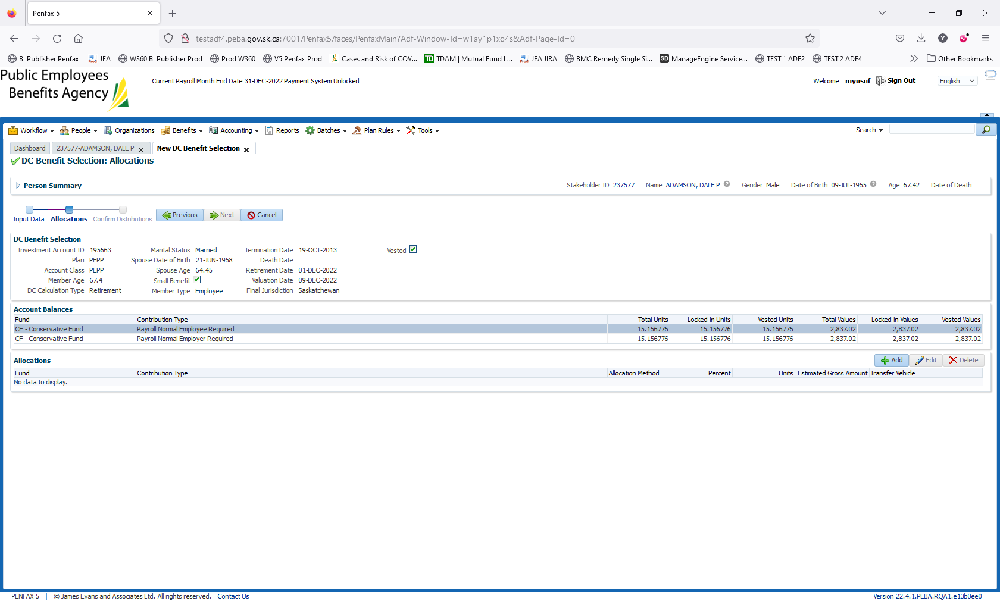 Penfax 5
testadf4.peba.gov.sk.ca:7001/Penfax5/faces/PenfaxMain?Adf-Window-Id=w1ay1p1xo4s&Adf-Page-Id=0
Y
BI Publisher Penfax JEA W360 BI Publisher Prod Prod W360 V5 Penfax Prod Cases and Risk of COV... TD TDAM | Mutual Fund L... JEA JIRA BMC Remedy Single Si... SD ManageEngine Service... TEST 1 ADF2 TEST 2 ADF4 Other Bookmarks
Public Employees
Benefits Agency
Current Payroll Month End Date 31-DEC-2022 Payment System Unlocked
Welcome myusuf Sign Out English
Workflow People Organizations Benefits Accounting Reports Batches Plan Rules Tools Search
Dashboard 237577-ADAMSON, DALE P New DC Benefit Selection
DC Benefit Selection: Allocations
Person Summary Stakeholder ID 237577 Name ADAMSON, DALE P Gender Male Date of Birth 09-JUL-1955 Age 67.42 Date of Death
Input Data Allocations Confirm Distributions Previous Next Cancel
DC Benefit Selection
Investment Account ID 195663 Marital Status Married Termination Date 19-OCT-2013 Vested
Plan PEPP Spouse Date of Birth 21-JUN-1958 Death Date
Account Class PEPP Spouse Age 64.45 Retirement Date 01-DEC-2022
Member Age 67.4 Small Benefit Valuation Date 09-DEC-2022
DC Calculation Type Retirement Member Type Employee Final Jurisdiction Saskatchewan
Account Balances
Fund Contribution Type Total Units Locked-in Units Vested Units Total Values Locked-in Values Vested Values
CF - Conservative Fund Payroll Normal Employee Required 15.156776 15.156776 15.156776 2,837.02 2,837.02 2,837.02
CF - Conservative Fund Payroll Normal Employer Required 15.156776 15.156776 15.156776 2,837.02 2,837.02 2,837.02
Allocations Add Edit Delete
Fund Contribution Type Allocation Method Percent Units Estimated Gross Amount Transfer Vehicle
No data to display.
PENFAX 5 | © James Evans and Associates Ltd. All rights reserved. Contact Us Version 22.4.1.PEBA.RQA1.e13b0ee0